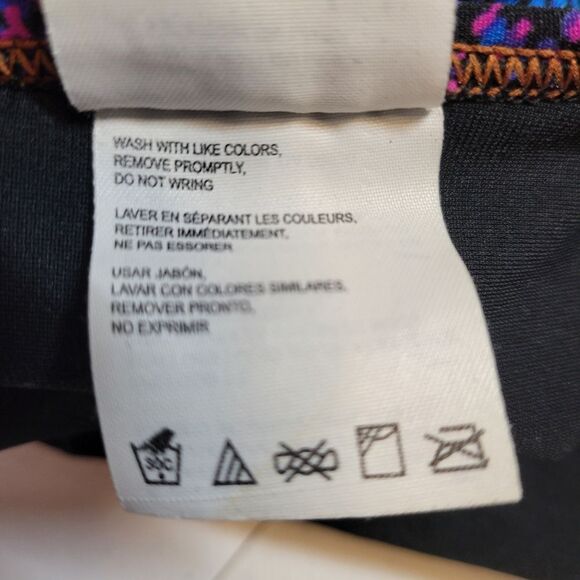 WASH WITH LIKE COLORS,
REMOVE PROMPTLY,
DO NOT WRING
LAVER EN SÉPARANT LES COULEURS,
RETIRER IMMÉDIATEMENT,
NE PAS ESSORER
USAR JABÓN,
LAVAR CON COLORES SIMILARES,
REMOVER PRONTO,
NO EXPRIMIR
30C